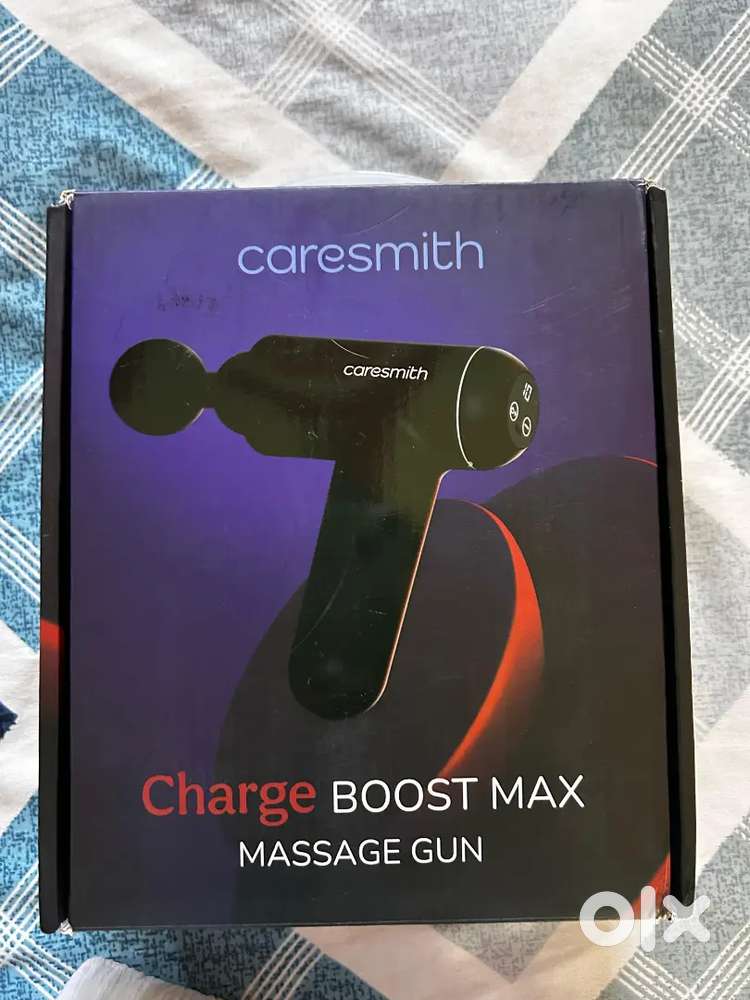 caresmith
caresmith
Charge BOOST MAX
MASSAGE GUN
olx